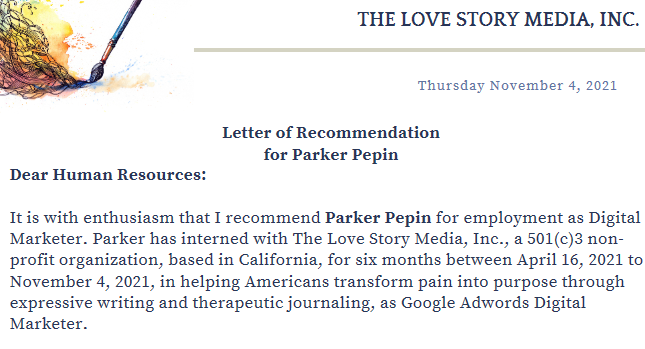 THE LOVE STORY MEDIA, INC.
Thursday November 4, 2021
Letter of Recommendation
for Parker Pepin
Dear Human Resources:
It is with enthusiasm that I recommend Parker Pepin for employment as Digital
Marketer. Parker has interned with The Love Story Media, Inc., a 501(c)3 non-
profit organization, based in California, for six months between April 16, 2021 to
November 4, 2021, in helping Americans transform pain into purpose through
expressive writing and therapeutic journaling, as Google Adwords Digital
Marketer.